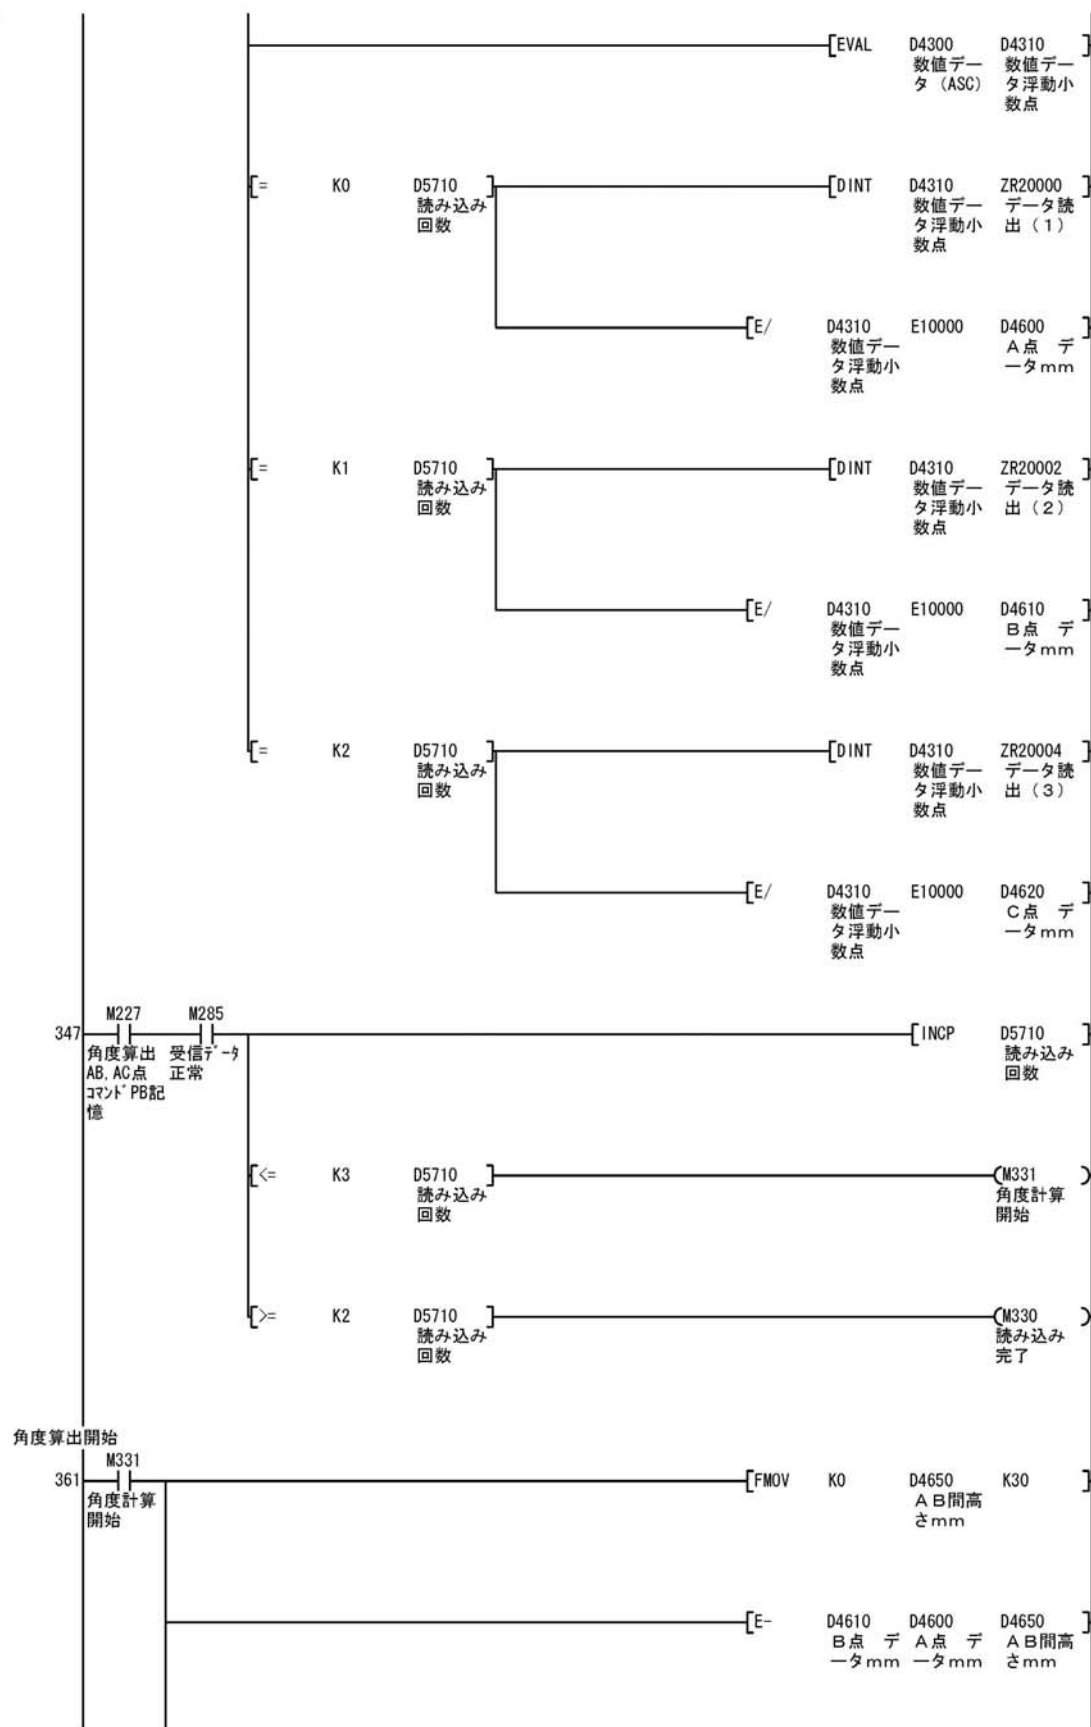 EVAL D4300 D4310
数値デー 数値デー
タ（ASC） タ浮動小
数点
= K0 D5710 DINT D4310 ZR20000
読み込み 数値デー データ読
回数 タ浮動小 出（1）
数点
E/ D4310 E10000 D4600
数値デー A点 デ
タ浮動小 ータmm
数点
= K1 D5710 DINT D4310 ZR20002
読み込み 数値デー データ読
回数 タ浮動小 出（2）
数点
E/ D4310 E10000 D4610
数値デー B点 デ
タ浮動小 ータmm
数点
= K2 D5710 DINT D4310 ZR20004
読み込み 数値デー データ読
回数 タ浮動小 出（3）
数点
E/ D4310 E10000 D4620
数値デー C点 デ
タ浮動小 ータmm
数点
M227 M285
347 INCP D5710
角度算出 受信ﾃﾞｰﾀ 読み込み
AB,AC点 正常 回数
ｺﾏﾝﾄﾞPB記
憶
<= K3 D5710 M331
読み込み 角度計算
回数 開始
>= K2 D5710 M330
読み込み 読み込み
回数 完了
角度算出開始
M331
361 FMOV K0 D4650 K30
角度計算 AB間高
開始 さmm
E- D4610 D4600 D4650
B点 デ A点 デ AB間高
ータmm ータmm さmm